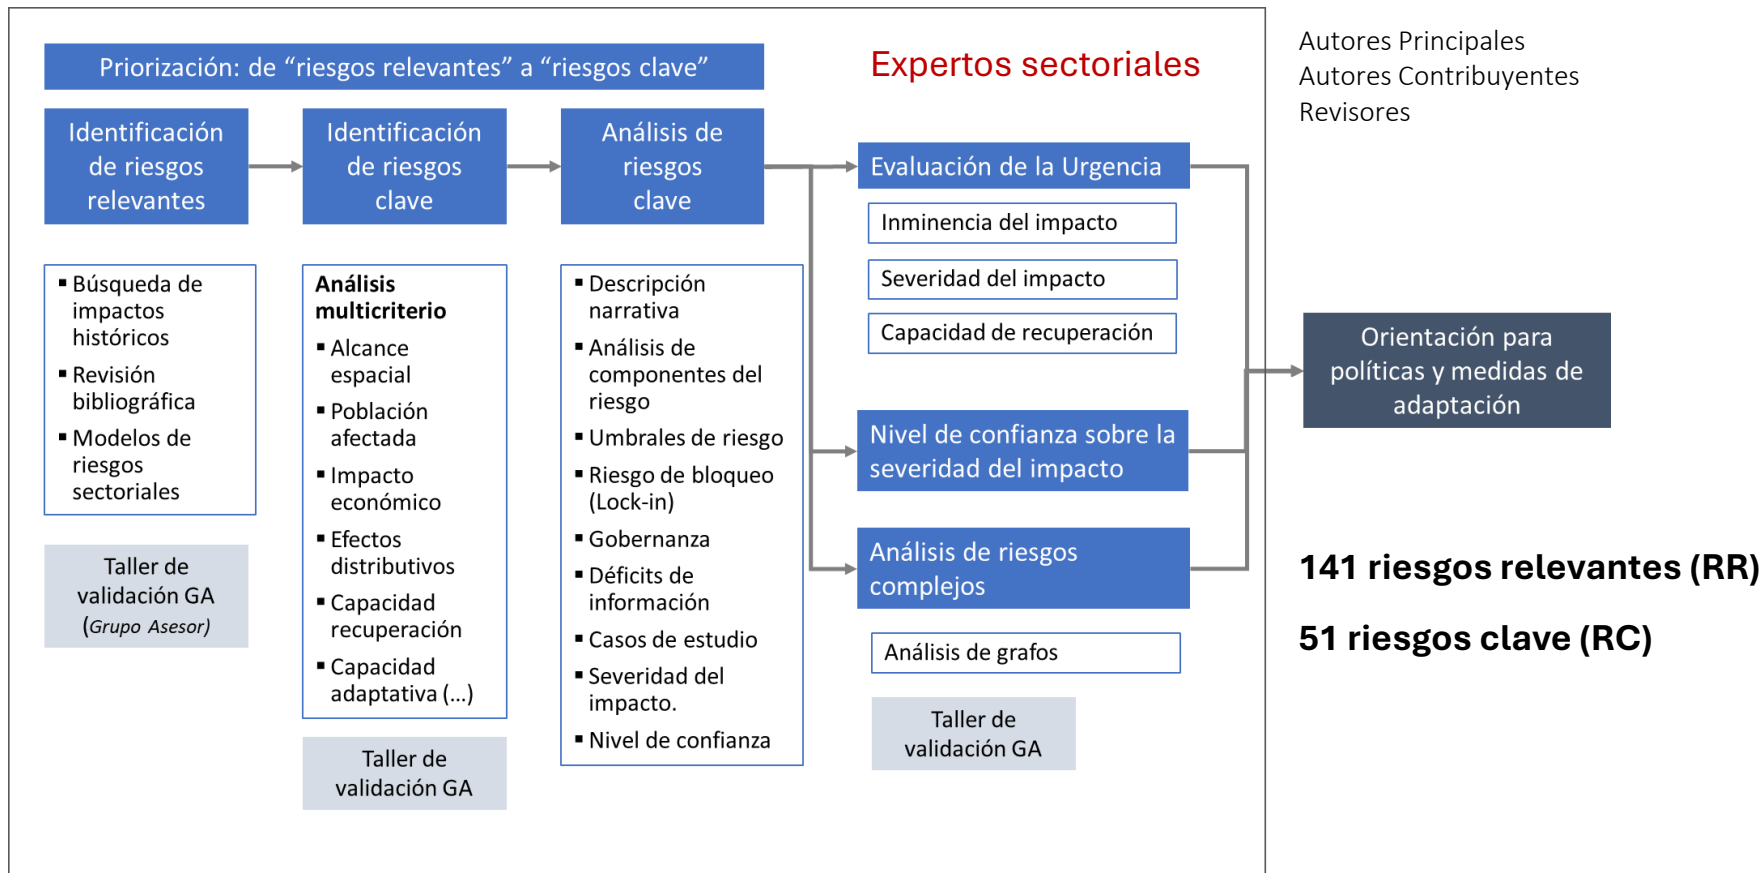 Priorización: de “riesgos relevantes” a “riesgos clave”
Expertos sectoriales
Autores Principales
Autores Contribuyentes
Revisores
Identificación
de riesgos
relevantes
Identificación
de riesgos
clave
Análisis de
riesgos
clave
▪ Búsqueda de
impactos
históricos
▪ Revisión
bibliográfica
▪ Modelos de
riesgos
sectoriales
Taller de
validación GA
(Grupo Asesor)
Análisis
multicriterio
▪ Alcance
espacial
▪ Población
afectada
▪ Impacto
económico
▪ Efectos
distributivos
▪ Capacidad
recuperación
▪ Capacidad
adaptativa (...)
Taller de
validación GA
▪ Descripción
narrativa
▪ Análisis de
componentes del
riesgo
▪ Umbrales de riesgo
▪ Riesgo de bloqueo
(Lock-in)
▪ Gobernanza
▪ Déficits de
información
▪ Casos de estudio
▪ Severidad del
impacto.
▪ Nivel de confianza
Evaluación de la Urgencia
Inminencia del impacto
Severidad del impacto
Capacidad de recuperación
Nivel de confianza sobre la
severidad del impacto
Análisis de riesgos
complejos
Análisis de grafos
Taller de
validación GA
Orientación para
políticas y medidas de
adaptación
141 riesgos relevantes (RR)
51 riesgos clave (RC)